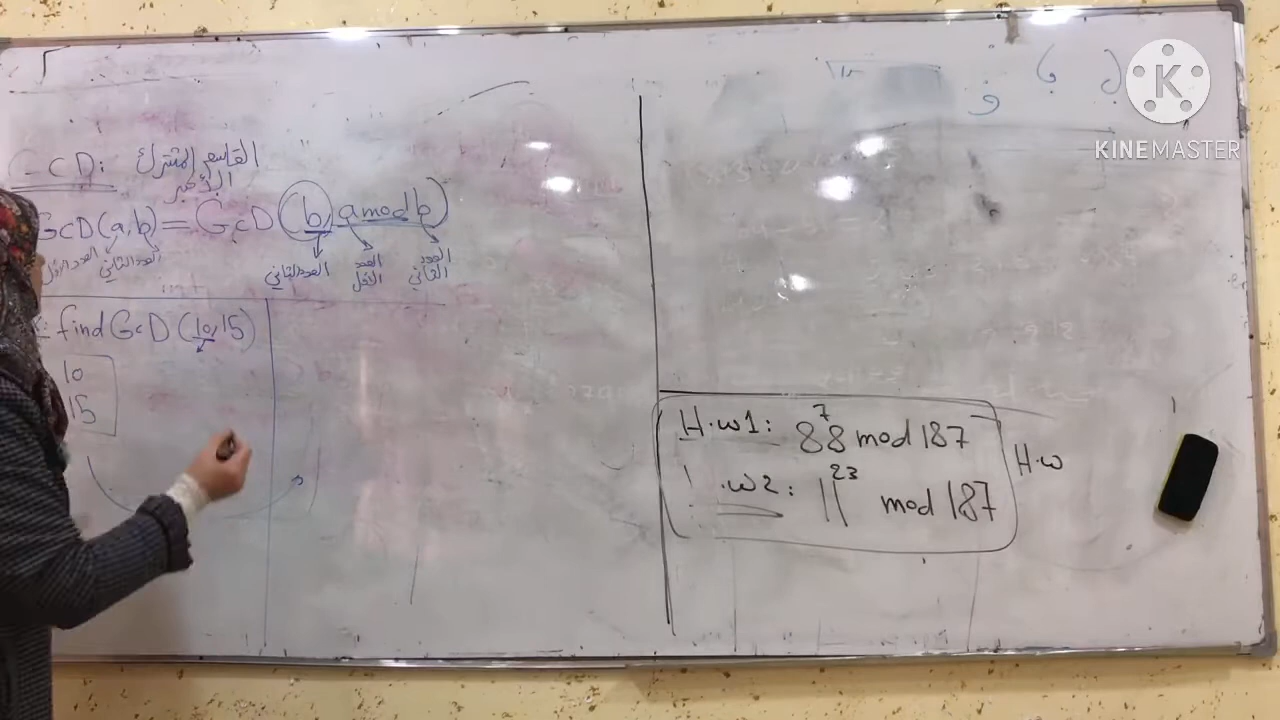 GCD: القاسم المشترك
الأكبر
GCD(a,b) = GCD(b, a mod b)
العدد الأول العدد الثاني العدد الثاني العدد الأول العدد الثاني
find GCD(10,15)
10
15
H.w1: 88^7 mod 187
.w2: 11^23 mod 187
H.w
KINEMASTER